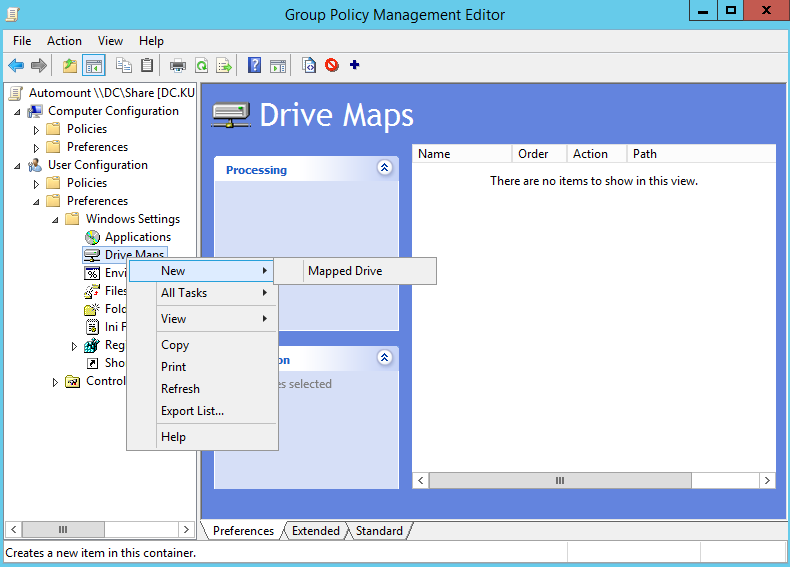 Group Policy Management Editor
File Action View Help
Automount \\DC\Share [DC.KU
Computer Configuration
Policies
Preferences
User Configuration
Policies
Preferences
Windows Settings
Applications
Drive Maps
Envi
Files
Fold
Ini F
Reg
Sho
Control
New
All Tasks
View
Copy
Print
Refresh
Export List...
Help
Mapped Drive
Drive Maps
Processing
on
es selected
Name Order Action Path
There are no items to show in this view.
Preferences Extended Standard
Creates a new item in this container.